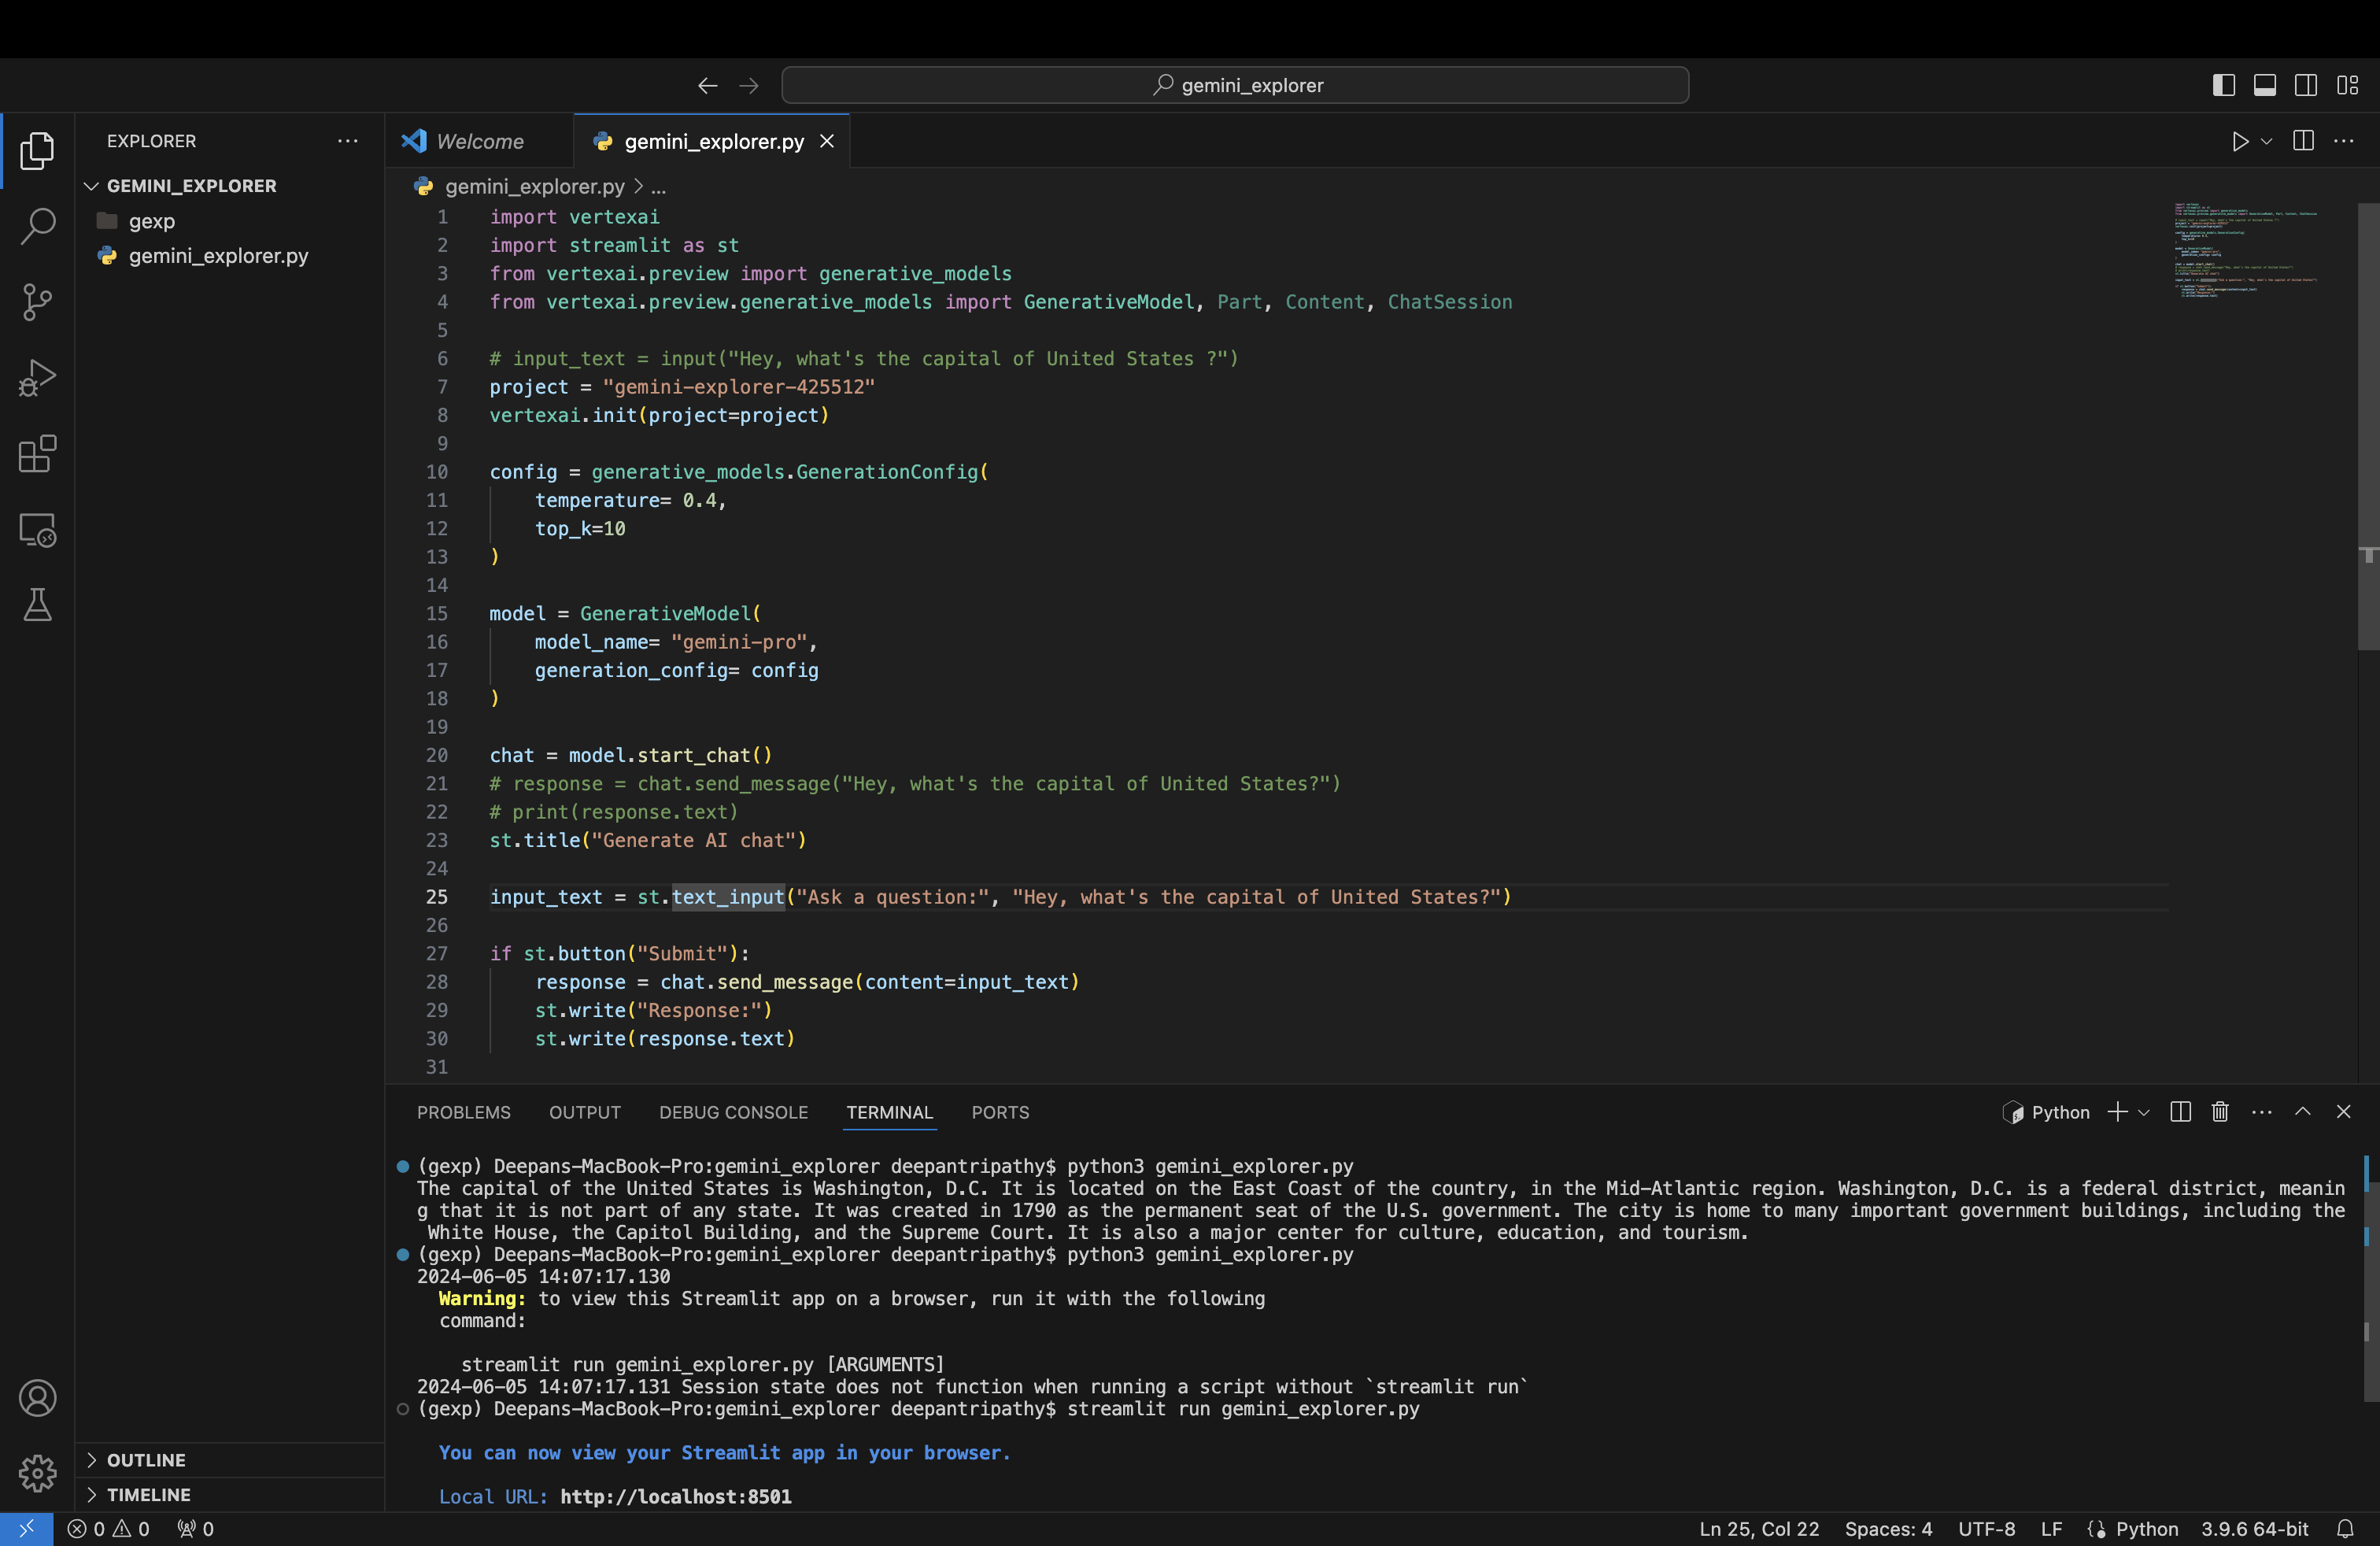 gemini_explorer
EXPLORER
Welcome
gemini_explorer.py
GEMINI_EXPLORER
gexp
gemini_explorer.py
gemini_explorer.py > ...
1 import vertexai
2 import streamlit as st
3 from vertexai.preview import generative_models
4 from vertexai.preview.generative_models import GenerativeModel, Part, Content, ChatSession
5
6 # input_text = input("Hey, what's the capital of United States ?")
7 project = "gemini-explorer-425512"
8 vertexai.init(project=project)
9
10 config = generative_models.GenerationConfig(
11     temperature= 0.4,
12     top_k=10
13 )
14
15 model = GenerativeModel(
16     model_name= "gemini-pro",
17     generation_config= config
18 )
19
20 chat = model.start_chat()
21 # response = chat.send_message("Hey, what's the capital of United States?")
22 # print(response.text)
23 st.title("Generate AI chat")
24
25 input_text = st.text_input("Ask a question:", "Hey, what's the capital of United States?")
26
27 if st.button("Submit"):
28     response = chat.send_message(content=input_text)
29     st.write("Response:")
30     st.write(response.text)
31
PROBLEMS OUTPUT DEBUG CONSOLE TERMINAL PORTS
Python
(gexp) Deepans-MacBook-Pro:gemini_explorer deepantripathy$ python3 gemini_explorer.py
The capital of the United States is Washington, D.C. It is located on the East Coast of the country, in the Mid-Atlantic region. Washington, D.C. is a federal district, meanin
g that it is not part of any state. It was created in 1790 as the permanent seat of the U.S. government. The city is home to many important government buildings, including the
White House, the Capitol Building, and the Supreme Court. It is also a major center for culture, education, and tourism.
(gexp) Deepans-MacBook-Pro:gemini_explorer deepantripathy$ python3 gemini_explorer.py
2024-06-05 14:07:17.130
Warning: to view this Streamlit app on a browser, run it with the following
command:
streamlit run gemini_explorer.py [ARGUMENTS]
2024-06-05 14:07:17.131 Session state does not function when running a script without `streamlit run`
(gexp) Deepans-MacBook-Pro:gemini_explorer deepantripathy$ streamlit run gemini_explorer.py
You can now view your Streamlit app in your browser.
Local URL: http://localhost:8501
OUTLINE
TIMELINE
0 0 0
Ln 25, Col 22 Spaces: 4 UTF-8 LF Python 3.9.6 64-bit